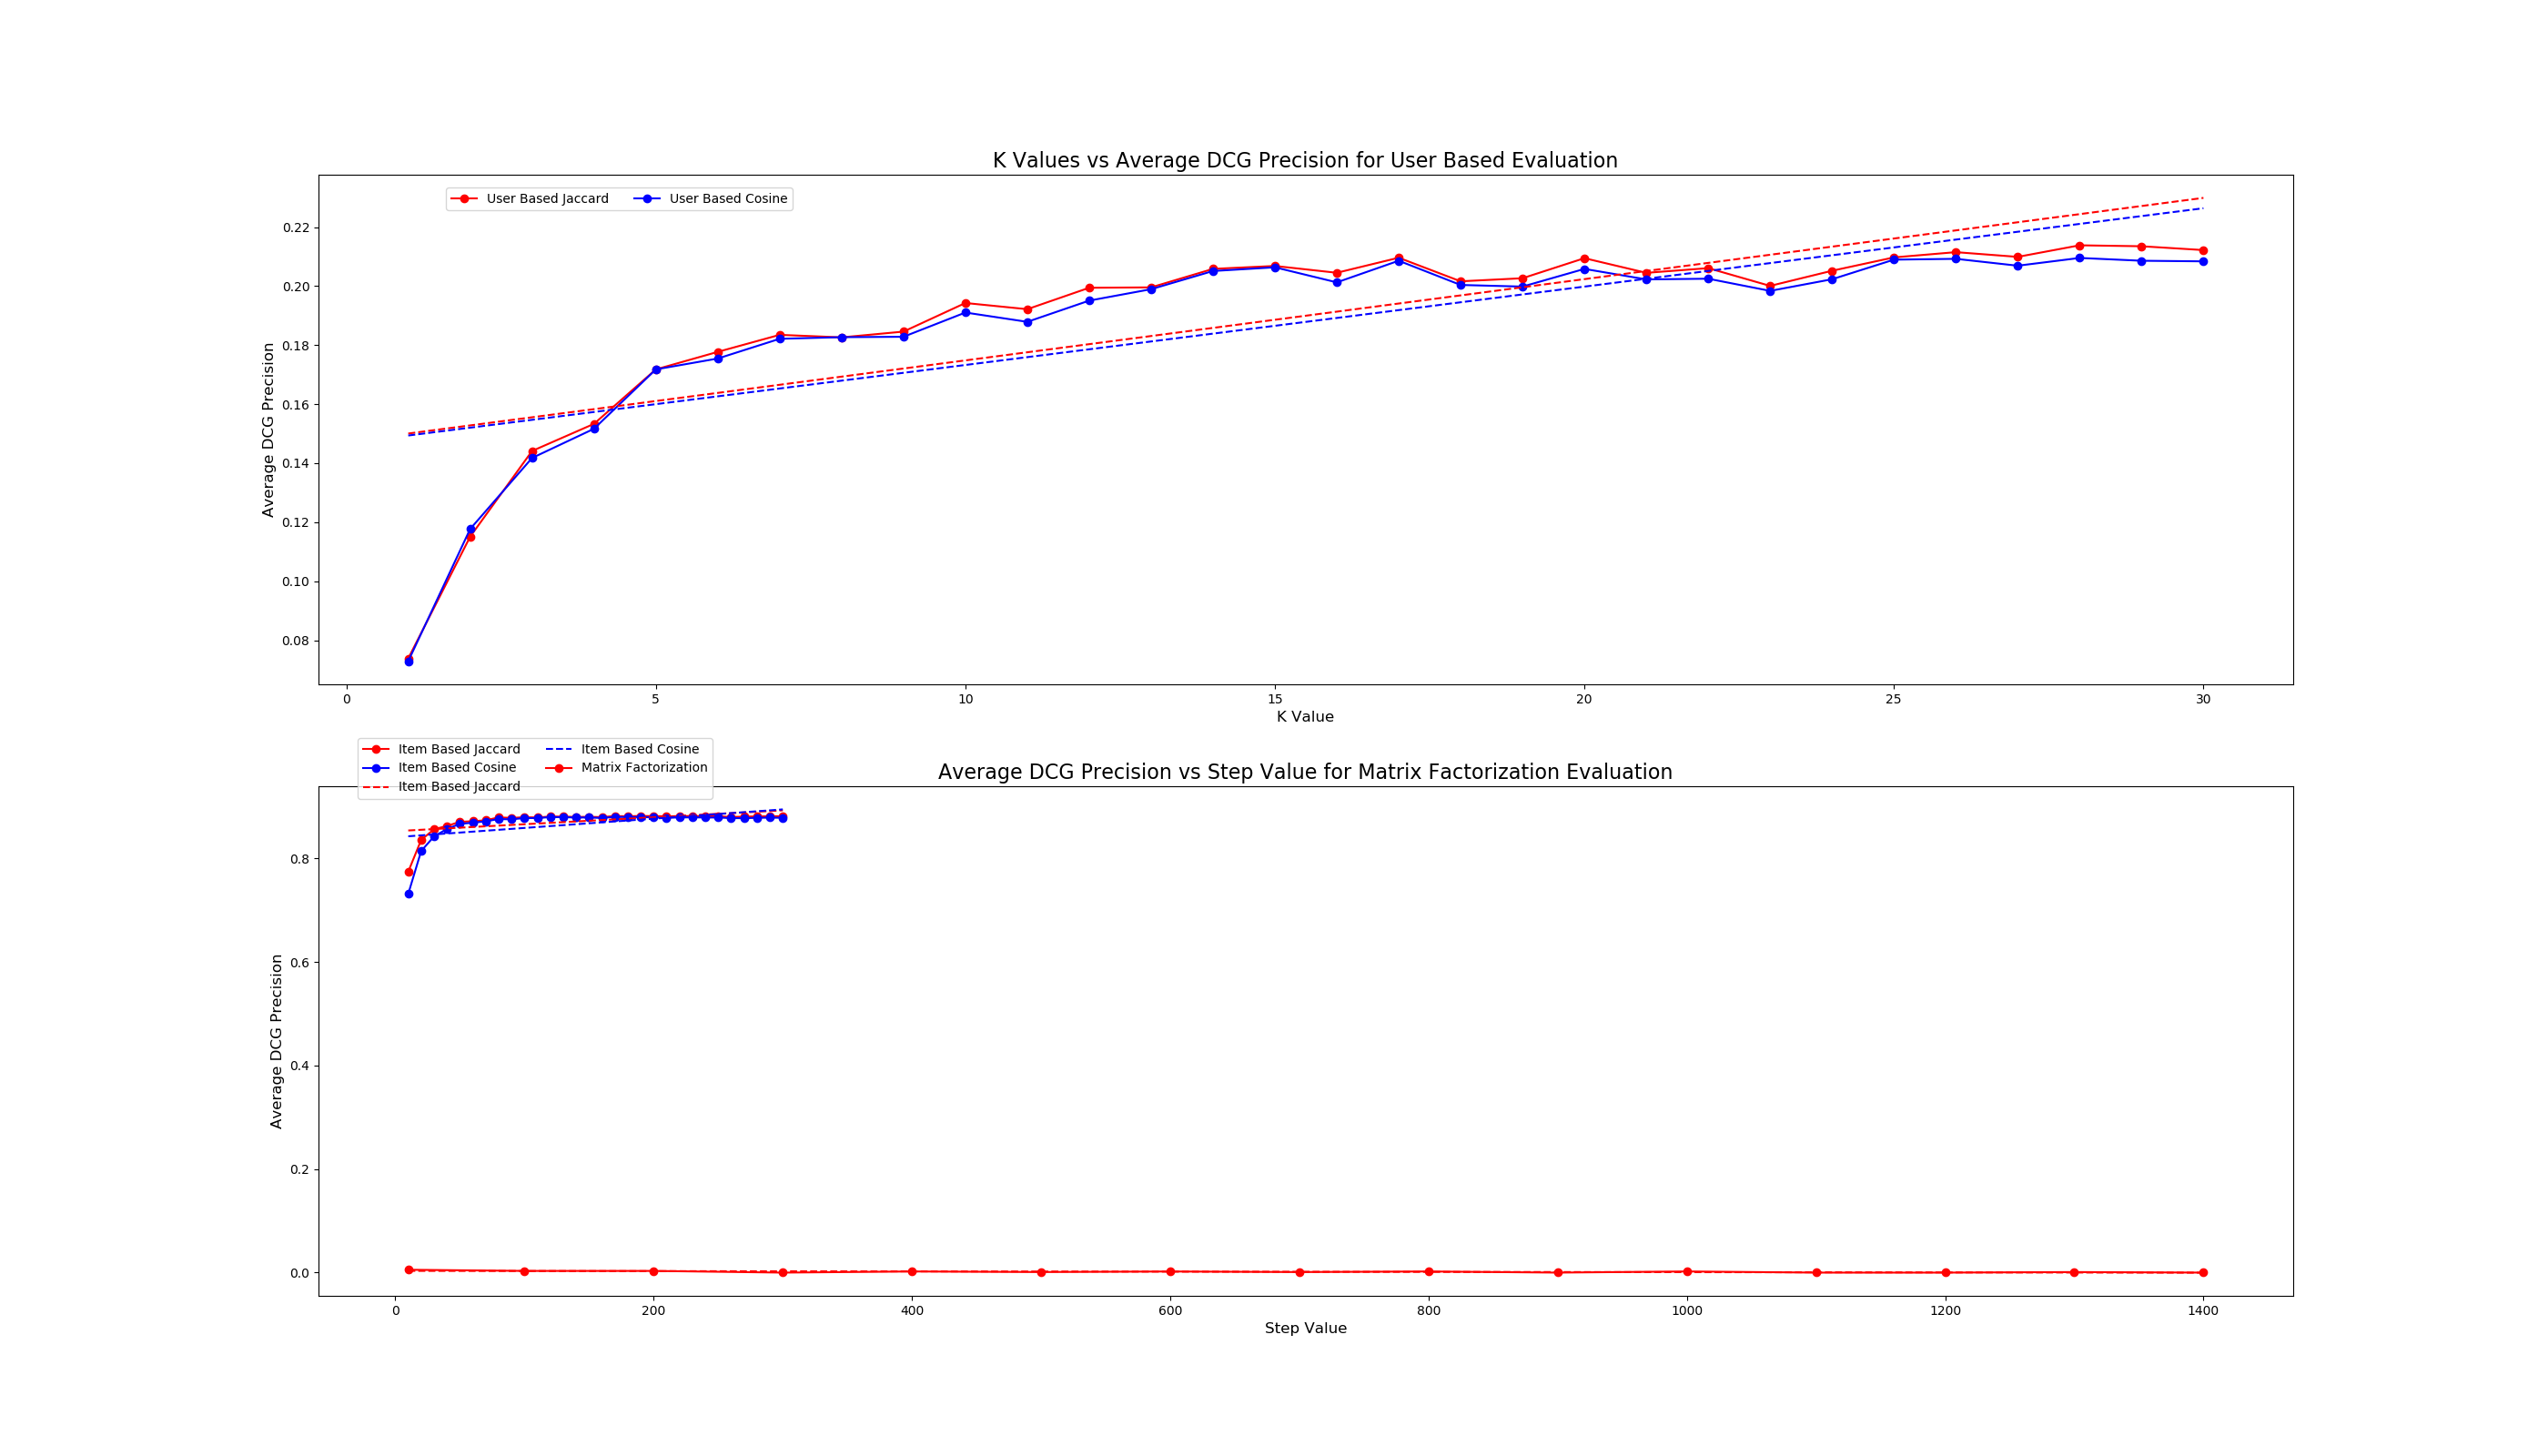 K Values vs Average DCG Precision for User Based Evaluation
User Based Jaccard User Based Cosine
0.22
0.20
0.18
0.16
0.14
0.12
0.10
0.08
Average DCG Precision
0 5 10 15 20 25 30
K Value
Item Based Jaccard Item Based Cosine
Item Based Cosine Matrix Factorization
Item Based Jaccard
Average DCG Precision vs Step Value for Matrix Factorization Evaluation
0.8
0.6
0.4
0.2
0.0
Average DCG Precision
0 200 400 600 800 1000 1200 1400
Step Value